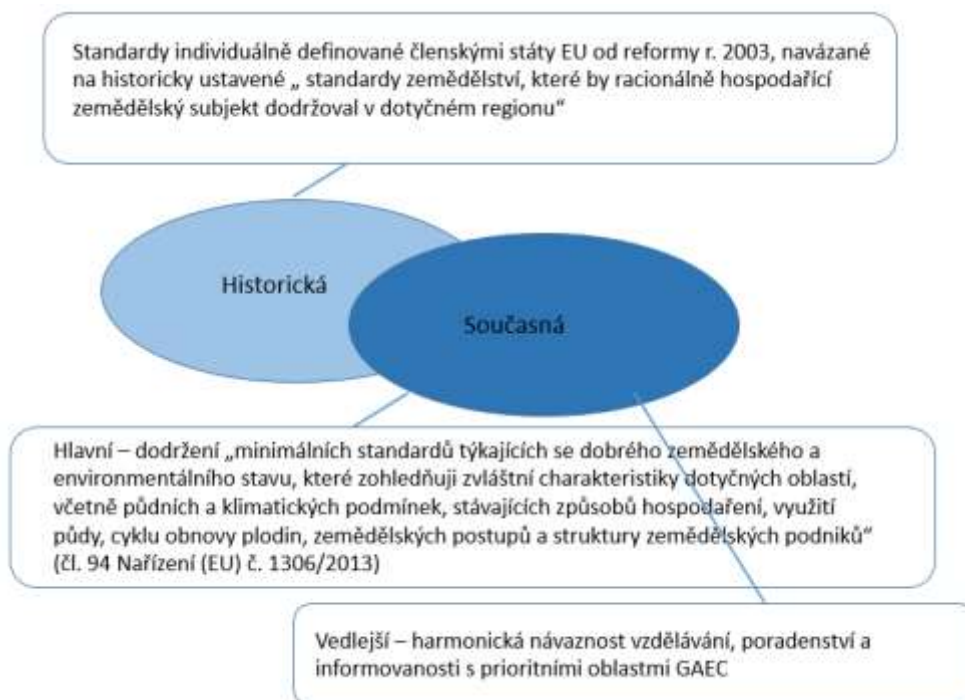 Standardy individuálně definované členskými státy EU od reformy r. 2003, navázané
na historicky ustavené „ standardy zemědělství, které by racionálně hospodařící
zemědělský subjekt dodržoval v dotyčném regionu“
Historická
Současná
Hlavní – dodržení „minimálních standardů týkajících se dobrého zemědělského a
environmentálního stavu, které zohledňuji zvláštní charakteristiky dotyčných oblastí,
včetně půdních a klimatických podmínek, stávajících způsobů hospodaření, využití
půdy, cyklu obnovy plodin, zemědělských postupů a struktury zemědělských podniků“
(čl. 94 Nařízení (EU) č. 1306/2013)
Vedlejší – harmonická návaznost vzdělávání, poradenství a
informovanosti s prioritními oblastmi GAEC